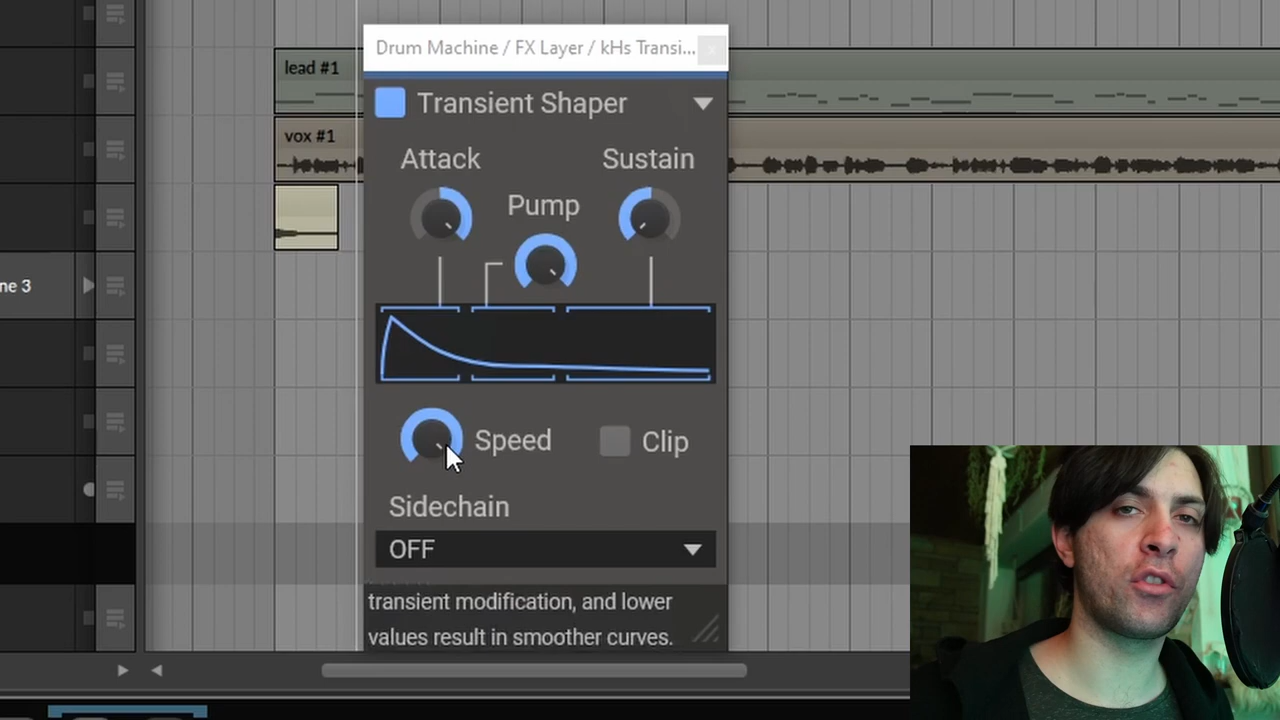 Drum Machine / FX Layer / kHs Transi...
lead #1
Transient Shaper
vox #1
Attack
Sustain
Pump
ne 3
Speed
Clip
Sidechain
OFF
transient modification, and lower
values result in smoother curves.